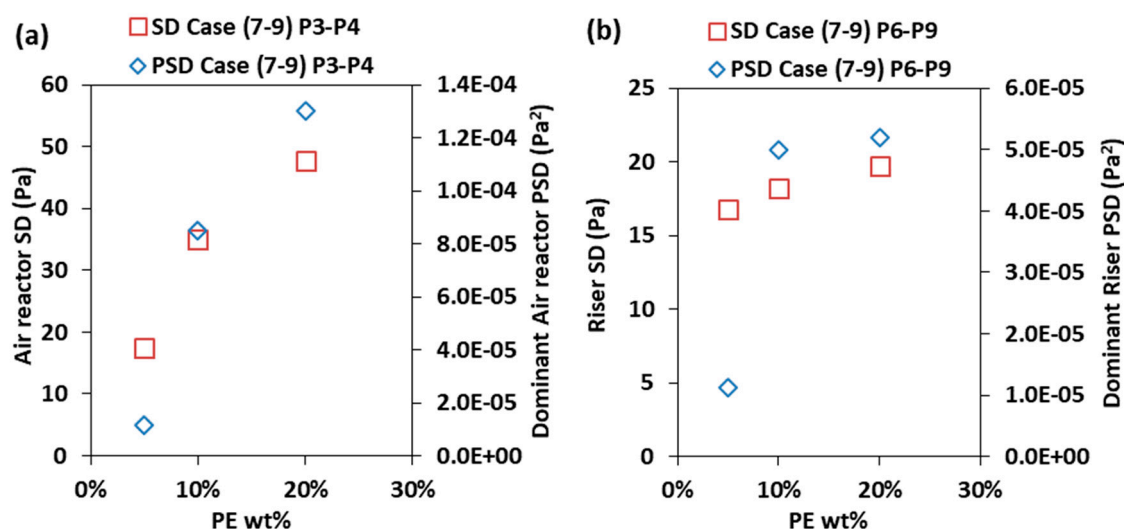 (a)
SD Case (7-9) P3-P4
PSD Case (7-9) P3-P4
60
50
40
30
20
10
0
Air reactor SD (Pa)
1.4E-04
1.2E-04
1.0E-04
8.0E-05
6.0E-05
4.0E-05
2.0E-05
0.0E+00
Dominant Air reactor PSD (Pa²)
0% 10% 20% 30%
PE wt%
(b)
SD Case (7-9) P6-P9
PSD Case (7-9) P6-P9
25
20
15
10
5
0
Riser SD (Pa)
6.0E-05
5.0E-05
4.0E-05
3.0E-05
2.0E-05
1.0E-05
0.0E+00
Dominant Riser PSD (Pa²)
0% 10% 20% 30%
PE wt%